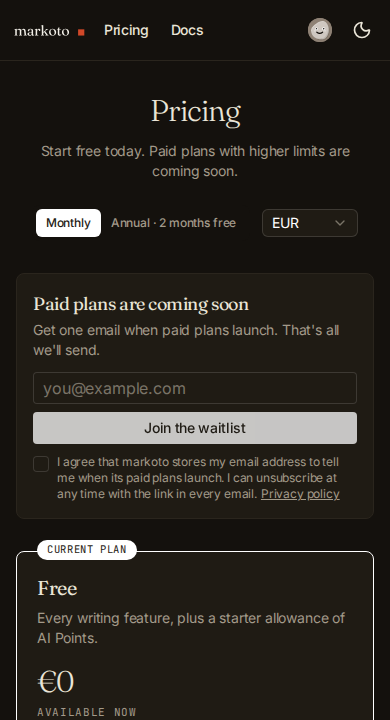 markoto Pricing Docs
Pricing
Start free today. Paid plans with higher limits are
coming soon.
Monthly Annual · 2 months free EUR
Paid plans are coming soon
Get one email when paid plans launch. That's all
we'll send.
you@example.com
Join the waitlist
I agree that markoto stores my email address to tell
me when its paid plans launch. I can unsubscribe at
any time with the link in every email. Privacy policy
CURRENT PLAN
Free
Every writing feature, plus a starter allowance of
AI Points.
€0
AVAILABLE NOW